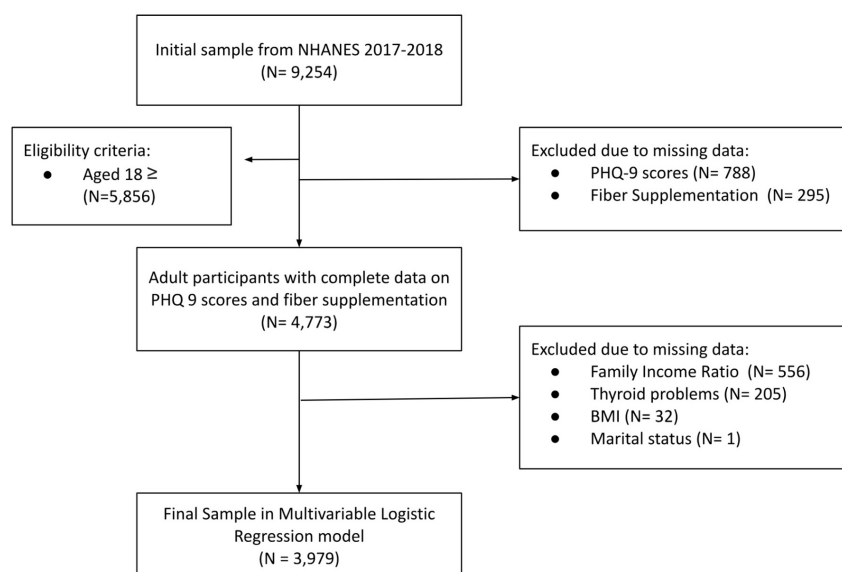 Initial sample from NHANES 2017-2018
(N= 9,254)
Eligibility criteria:
● Aged 18 ≥
(N=5,856)
Excluded due to missing data:
● PHQ-9 scores (N= 788)
● Fiber Supplementation (N= 295)
Adult participants with complete data on
PHQ 9 scores and fiber supplementation
(N= 4,773)
Excluded due to missing data:
● Family Income Ratio (N= 556)
● Thyroid problems (N= 205)
● BMI (N= 32)
● Marital status (N= 1)
Final Sample in Multivariable Logistic
Regression model
(N = 3,979)